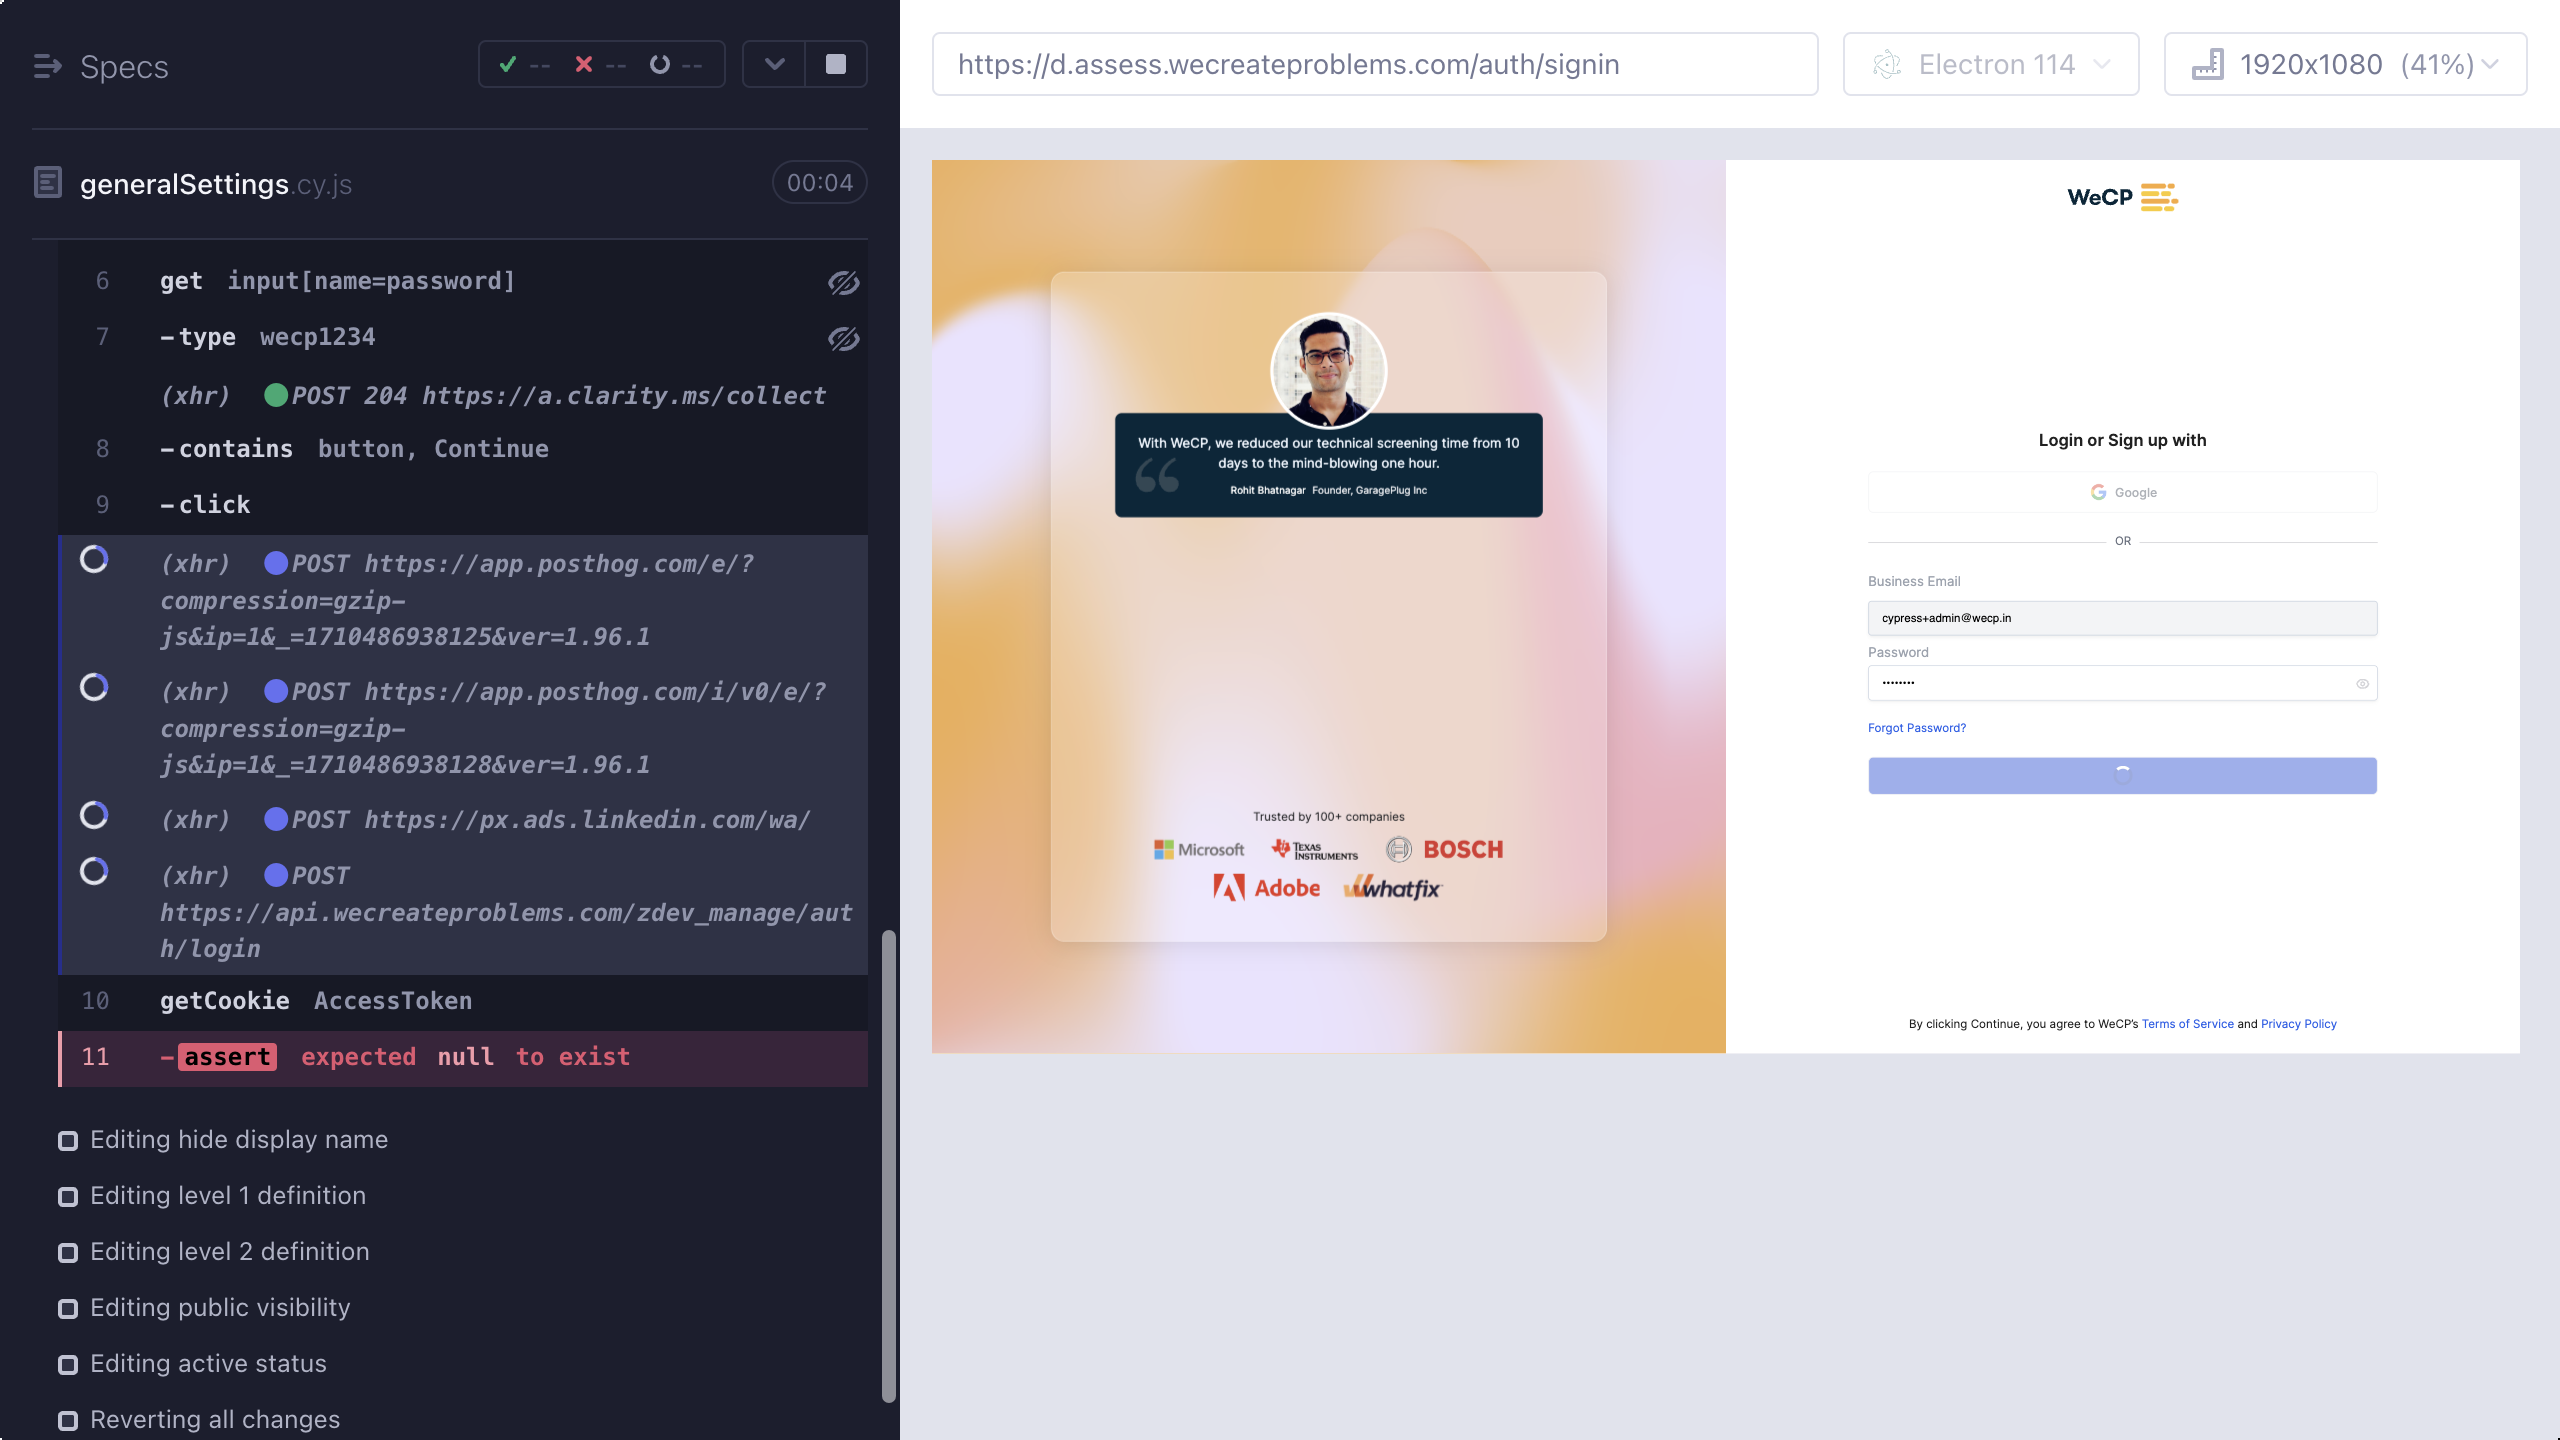 Specs
-- -- --
generalSettings.cy.js
00:04
6 get input[name=password]
7 -type wecp1234
(xhr) POST 204 https://a.clarity.ms/collect
8 -contains button, Continue
9 -click
(xhr) POST https://app.posthog.com/e/?
compression=gzip-
js&ip=1&_=1710486938125&ver=1.96.1
(xhr) POST https://app.posthog.com/i/v0/e/?
compression=gzip-
js&ip=1&_=1710486938128&ver=1.96.1
(xhr) POST https://px.ads.linkedin.com/wa/
(xhr) POST
https://api.wecreateproblems.com/zdev_manage/aut
h/login
10 getCookie AccessToken
11 -assert expected null to exist
Editing hide display name
Editing level 1 definition
Editing level 2 definition
Editing public visibility
Editing active status
Reverting all changes
https://d.assess.wecreateproblems.com/auth/signin
Electron 114
1920x1080 (41%)
With WeCP, we reduced our technical screening time from 10
days to the mind-blowing one hour.
Rohit Bhatnagar Founder, GaragePlug Inc
Trusted by 100+ companies
Microsoft
TEXAS
INSTRUMENTS
BOSCH
Adobe
whatfix
WeCP
Login or Sign up with
Google
OR
Business Email
cypress+admin@wecp.in
Password
••••••••
Forgot Password?
By clicking Continue, you agree to WeCP's Terms of Service and Privacy Policy